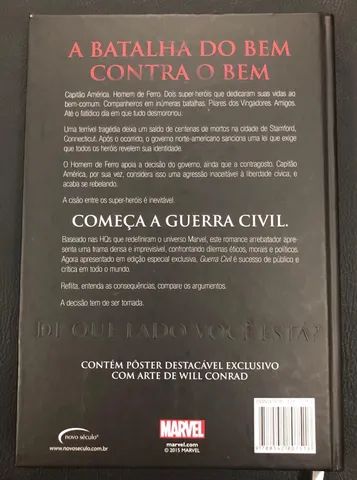 A BATALHA DO BEM
CONTRA O BEM
Capitão América. Homem de Ferro. Dois super-heróis que dedicaram suas vidas ao
bem-comum. Companheiros em inúmeras batalhas. Pilares dos Vingadores. Amigos.
Até o fatídico dia em que tudo desmoronou.
Uma terrível tragédia deixa um saldo de centenas de mortos na cidade de Stamford,
Connecticut. Após o ocorrido, o governo norte-americano sanciona uma lei que exige
que todos os heróis revelem sua identidade.
O Homem de Ferro apoia a decisão do governo, ainda que a contragosto. Capitão
América, por sua vez, considera isso uma agressão inaceitável à liberdade cívica, e
acaba se rebelando.
A cisão entre os super-heróis é inevitável.
COMEÇA A GUERRA CIVIL.
Baseado nas HQs que redefiniram o universo Marvel, este romance arrebatador apre-
senta uma trama densa e imprevisível, confrontando dilemas éticos, morais e políticos.
Agora apresentado em edição especial exclusiva, Guerra Civil é sucesso de público e
crítica em todo o mundo.
Reflita, entenda as consequências, compare os argumentos.
A decisão tem de ser tomada.
DE QUE LADO VOCÊ ESTÁ?
CONTÉM PÔSTER DESTACÁVEL EXCLUSIVO
COM ARTE DE WILL CONRAD
novo século®
www.novoseculo.com.br
MARVEL
marvel.com
© 2015 MARVEL